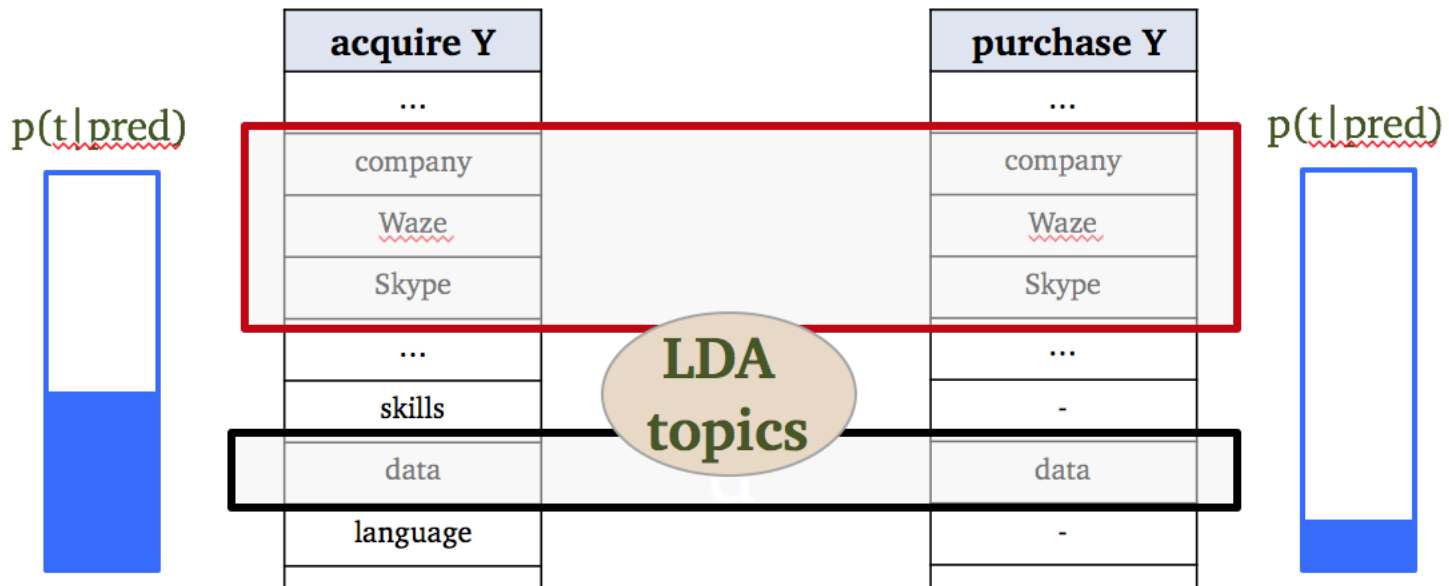 acquire Y
purchase Y
...
...
p(t|pred)
p(t|pred)
company
company
Waze
Waze
Skype
Skype
...
...
LDA
topics
skills
-
data
data
language
-